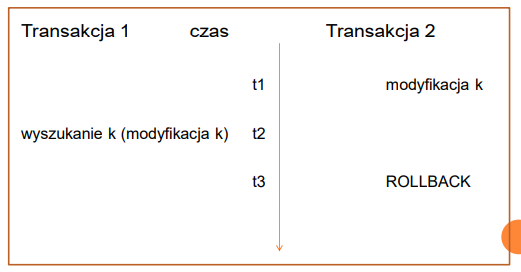 Transakcja 1 czas Transakcja 2
t1 modyfikacja k
wyszukanie k (modyfikacja k) t2
t3 ROLLBACK